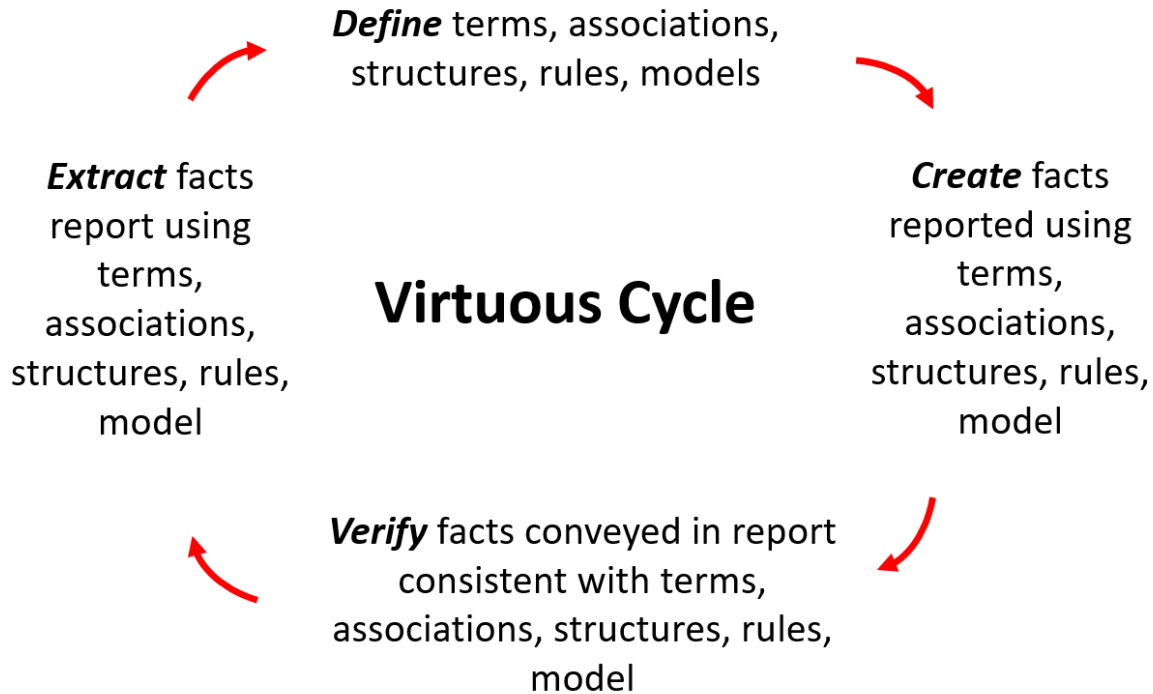 Define terms, associations,
structures, rules, models
Extract facts
report using
terms,
associations,
structures, rules,
model
Virtuous Cycle
Create facts
reported using
terms,
associations,
structures, rules,
model
Verify facts conveyed in report
consistent with terms,
associations, structures, rules,
model